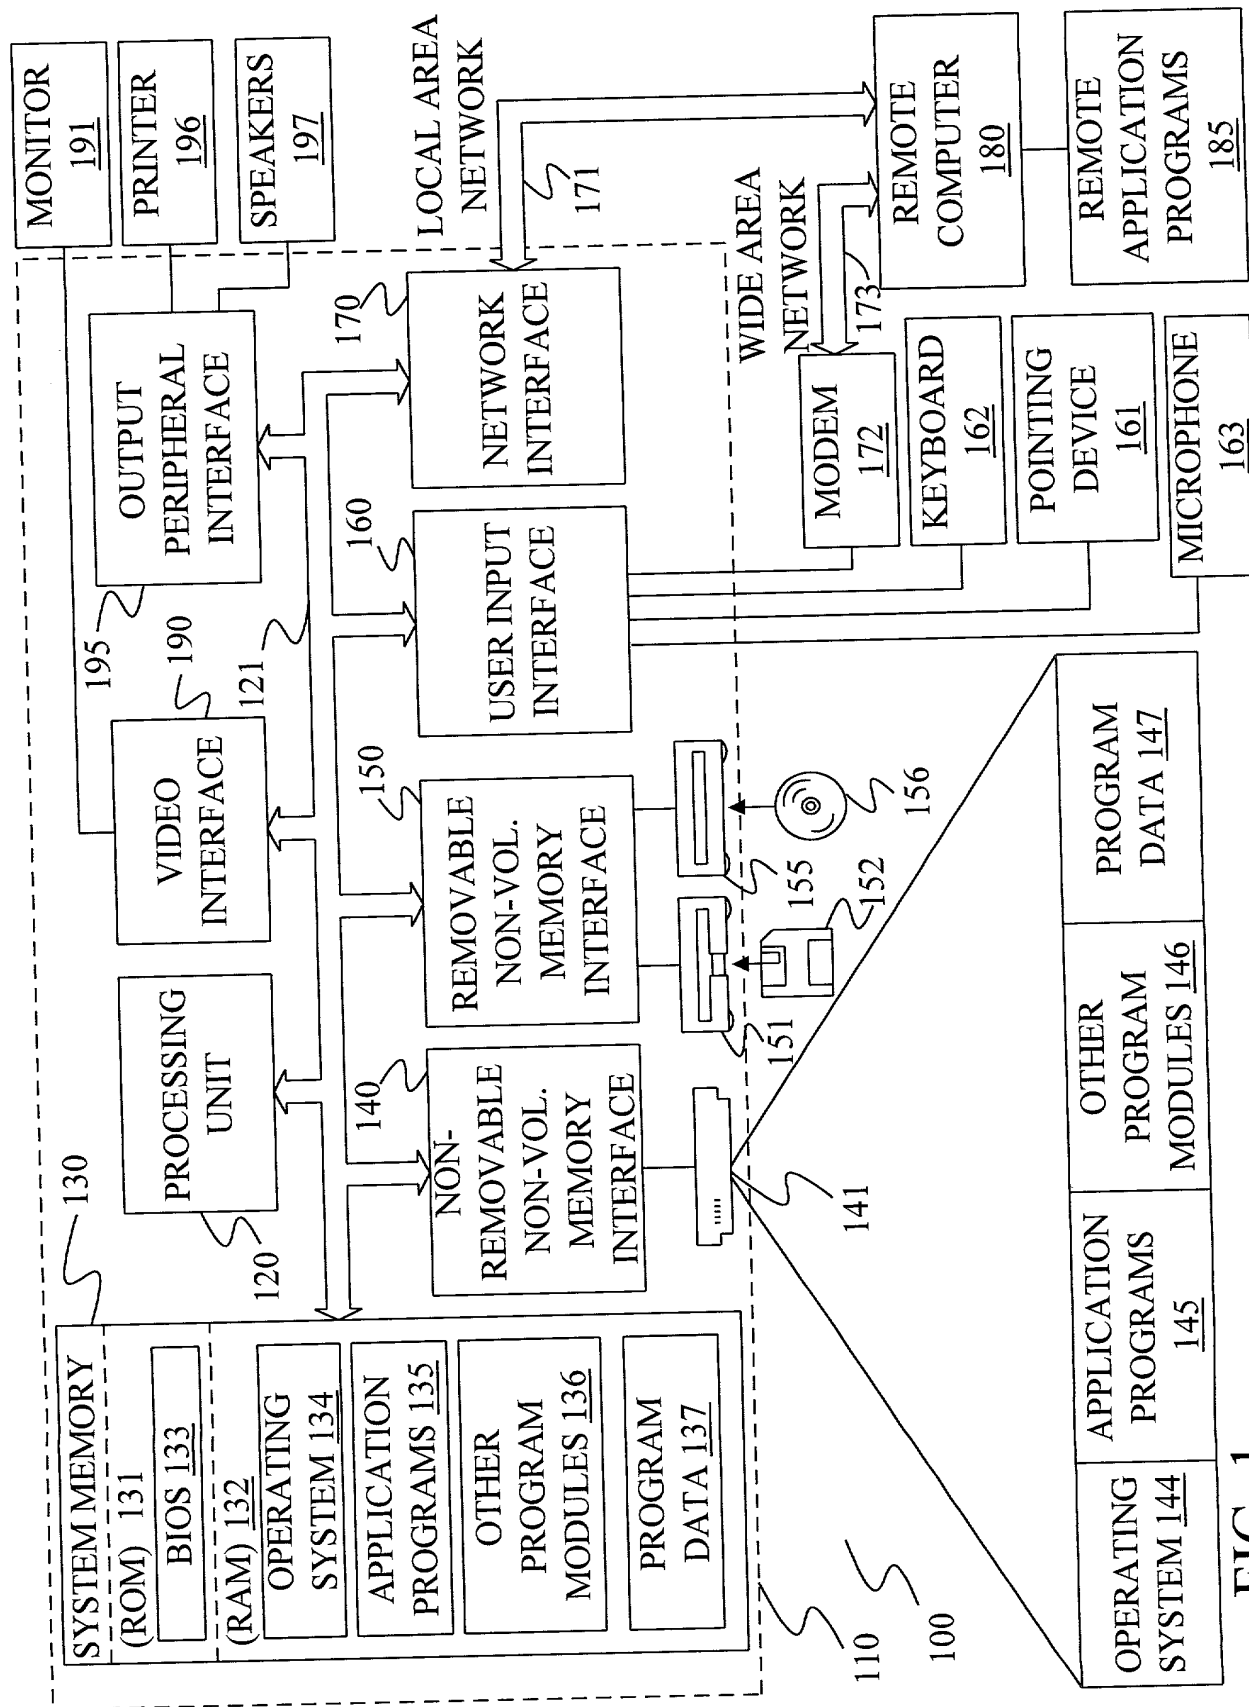 SYSTEM MEMORY
130
(ROM) 131
BIOS 133
(RAM) 132
OPERATING
SYSTEM 134
APPLICATION
PROGRAMS 135
OTHER
PROGRAM
MODULES 136
PROGRAM
DATA 137
PROCESSING
UNIT
120
VIDEO
INTERFACE
190
121
OUTPUT
PERIPHERAL
INTERFACE
195
MONITOR
191
PRINTER
196
SPEAKERS
197
NON-
REMOVABLE
NON-VOL.
MEMORY
INTERFACE
140
REMOVABLE
NON-VOL.
MEMORY
INTERFACE
150
USER INPUT
INTERFACE
160
NETWORK
INTERFACE
170
LOCAL AREA
NETWORK
171
141
151
152
155
156
WIDE AREA
NETWORK
173
MODEM
172
KEYBOARD
162
POINTING
DEVICE
161
MICROPHONE
163
REMOTE
COMPUTER
180
REMOTE
APPLICATION
PROGRAMS
185
110
100
OPERATING
SYSTEM 144
APPLICATION
PROGRAMS
145
OTHER
PROGRAM
MODULES 146
PROGRAM
DATA 147
FIG. 1